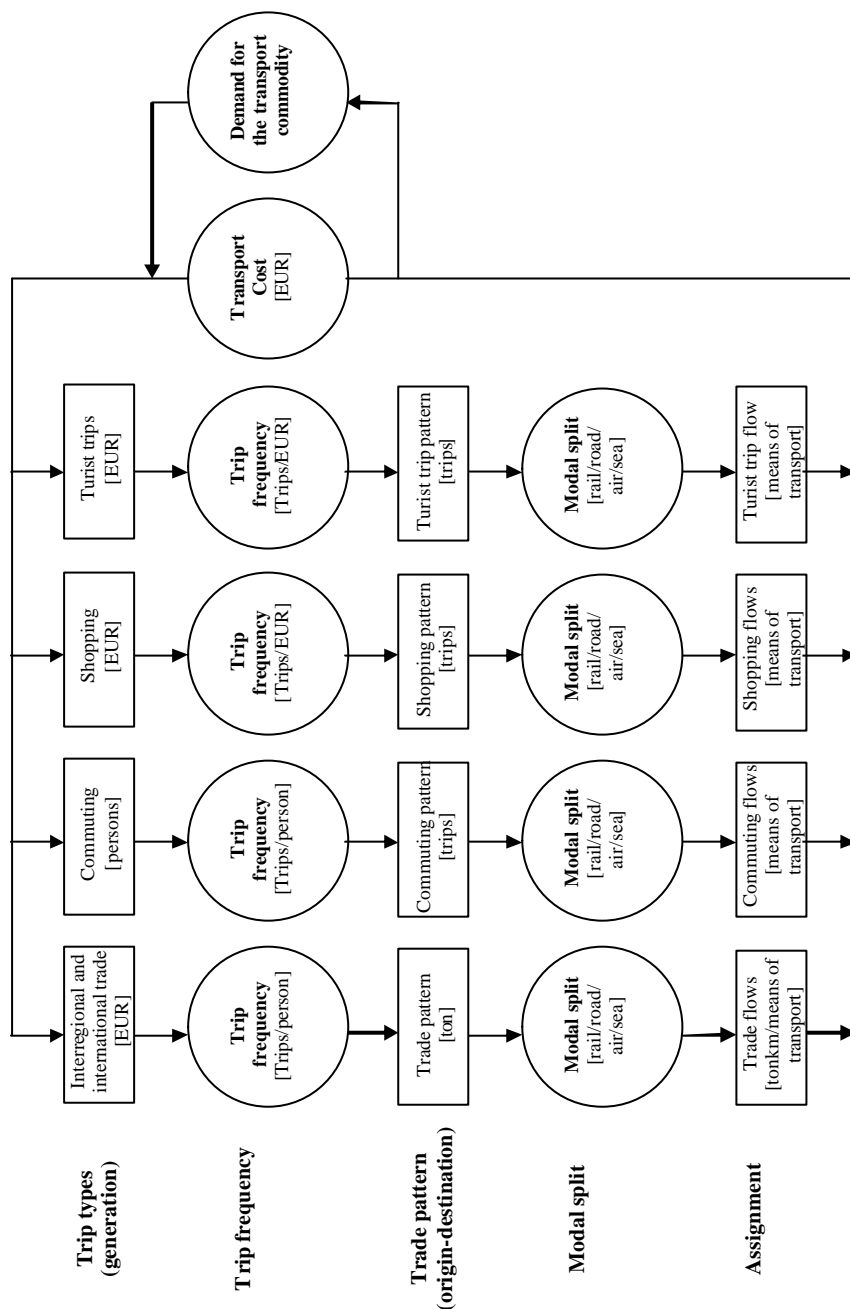 Trip types
(generation)
Interregional and
international trade
[EUR]
Commuting
[persons]
Shopping
[EUR]
Turist trips
[EUR]
Trip frequency
Trip
frequency
[Trips/person]
Trip
frequency
[Trips/person]
Trip
frequency
[Trips/EUR]
Trip
frequency
[Trips/EUR]
Transport
Cost
[EUR]
Demand for
the transport
commodity
Trade pattern
(origin-destination)
Trade pattern
[ton]
Commuting pattern
[trips]
Shopping pattern
[trips]
Turist trip pattern
[trips]
Modal split
Modal split
[rail/road/
air/sea]
Modal split
[rail/road/
air/sea]
Modal split
[rail/road/
air/sea]
Modal split
[rail/road/
air/sea]
Assignment
Trade flows
[tonkm/means of
transport]
Commuting flows
[means of
transport]
Shopping flows
[means of
transport]
Turist trip flow
[means of
transport]